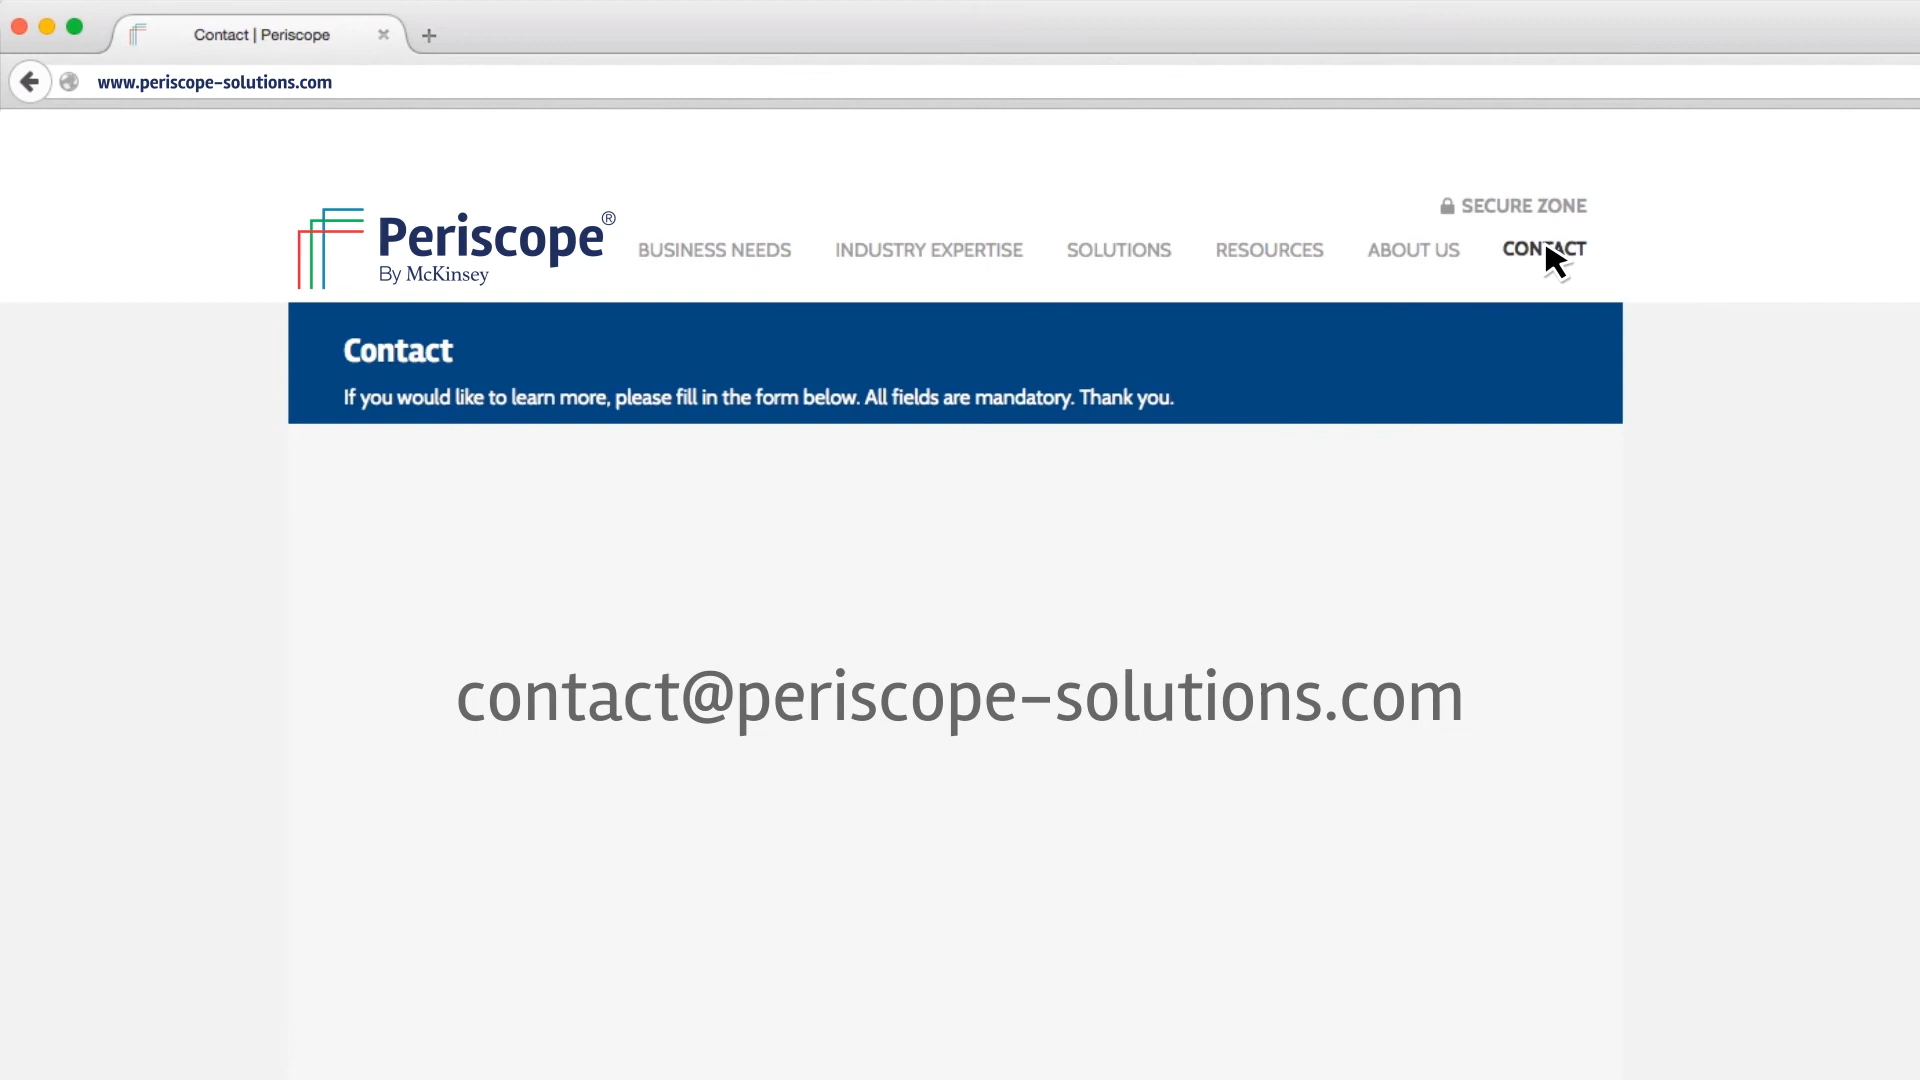 Contact | Periscope
www.periscope-solutions.com
SECURE ZONE
Periscope®
By McKinsey
BUSINESS NEEDS INDUSTRY EXPERTISE SOLUTIONS RESOURCES ABOUT US CONTACT
Contact
If you would like to learn more, please fill in the form below. All fields are mandatory. Thank you.
contact@periscope-solutions.com